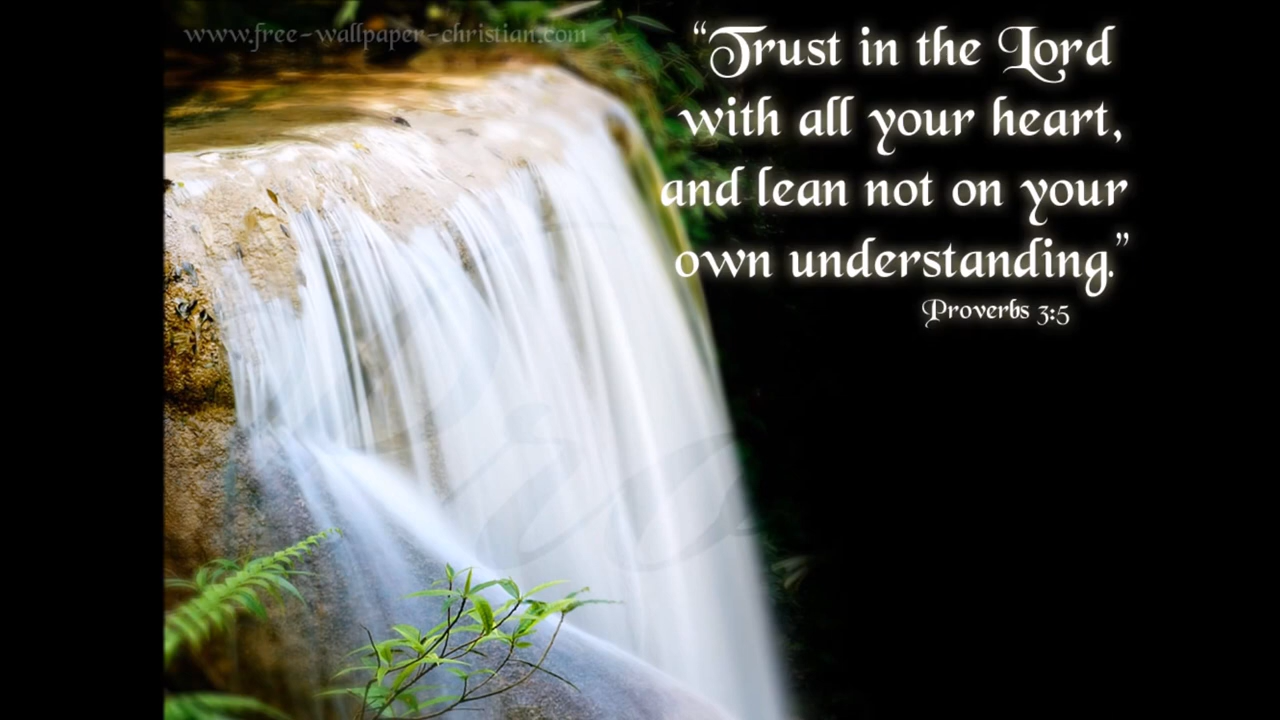 www.free-wallpaper-christian.com
“Trust in the Lord
with all your heart,
and lean not on your
own understanding.”
Proverbs 3:5